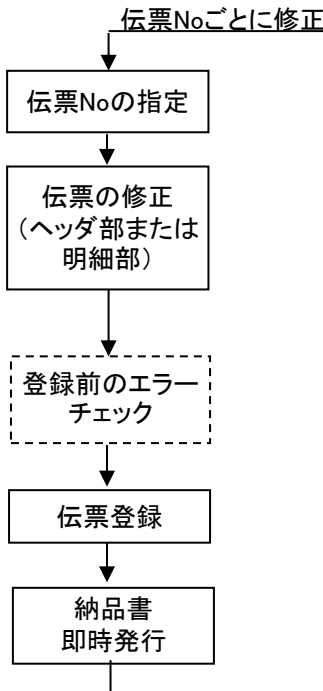 伝票Noごとに修正
伝票Noの指定
伝票の修正
（ヘッダ部または
明細部）
登録前のエラー
チェック
伝票登録
納品書
即時発行